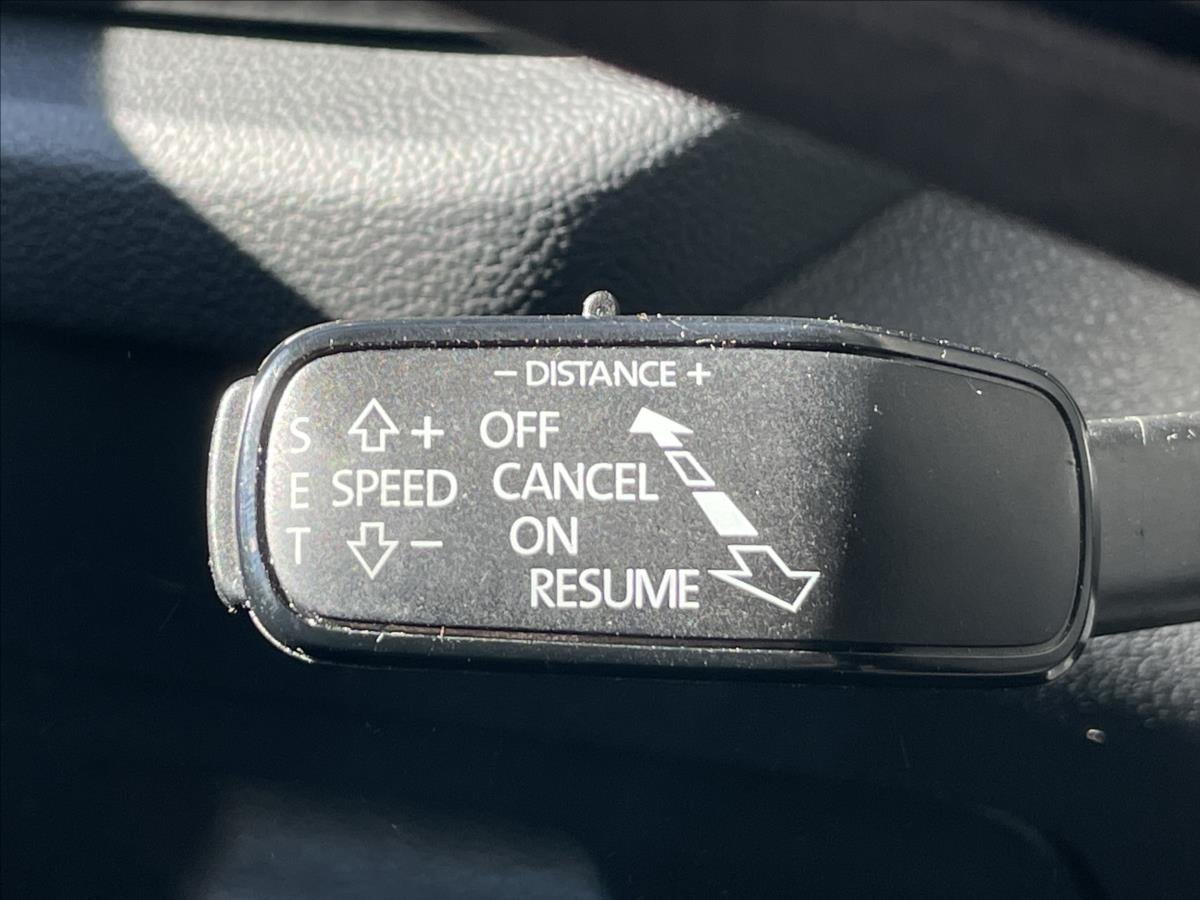 − DISTANCE +
S + OFF
E SPEED CANCEL
T − ON
RESUME